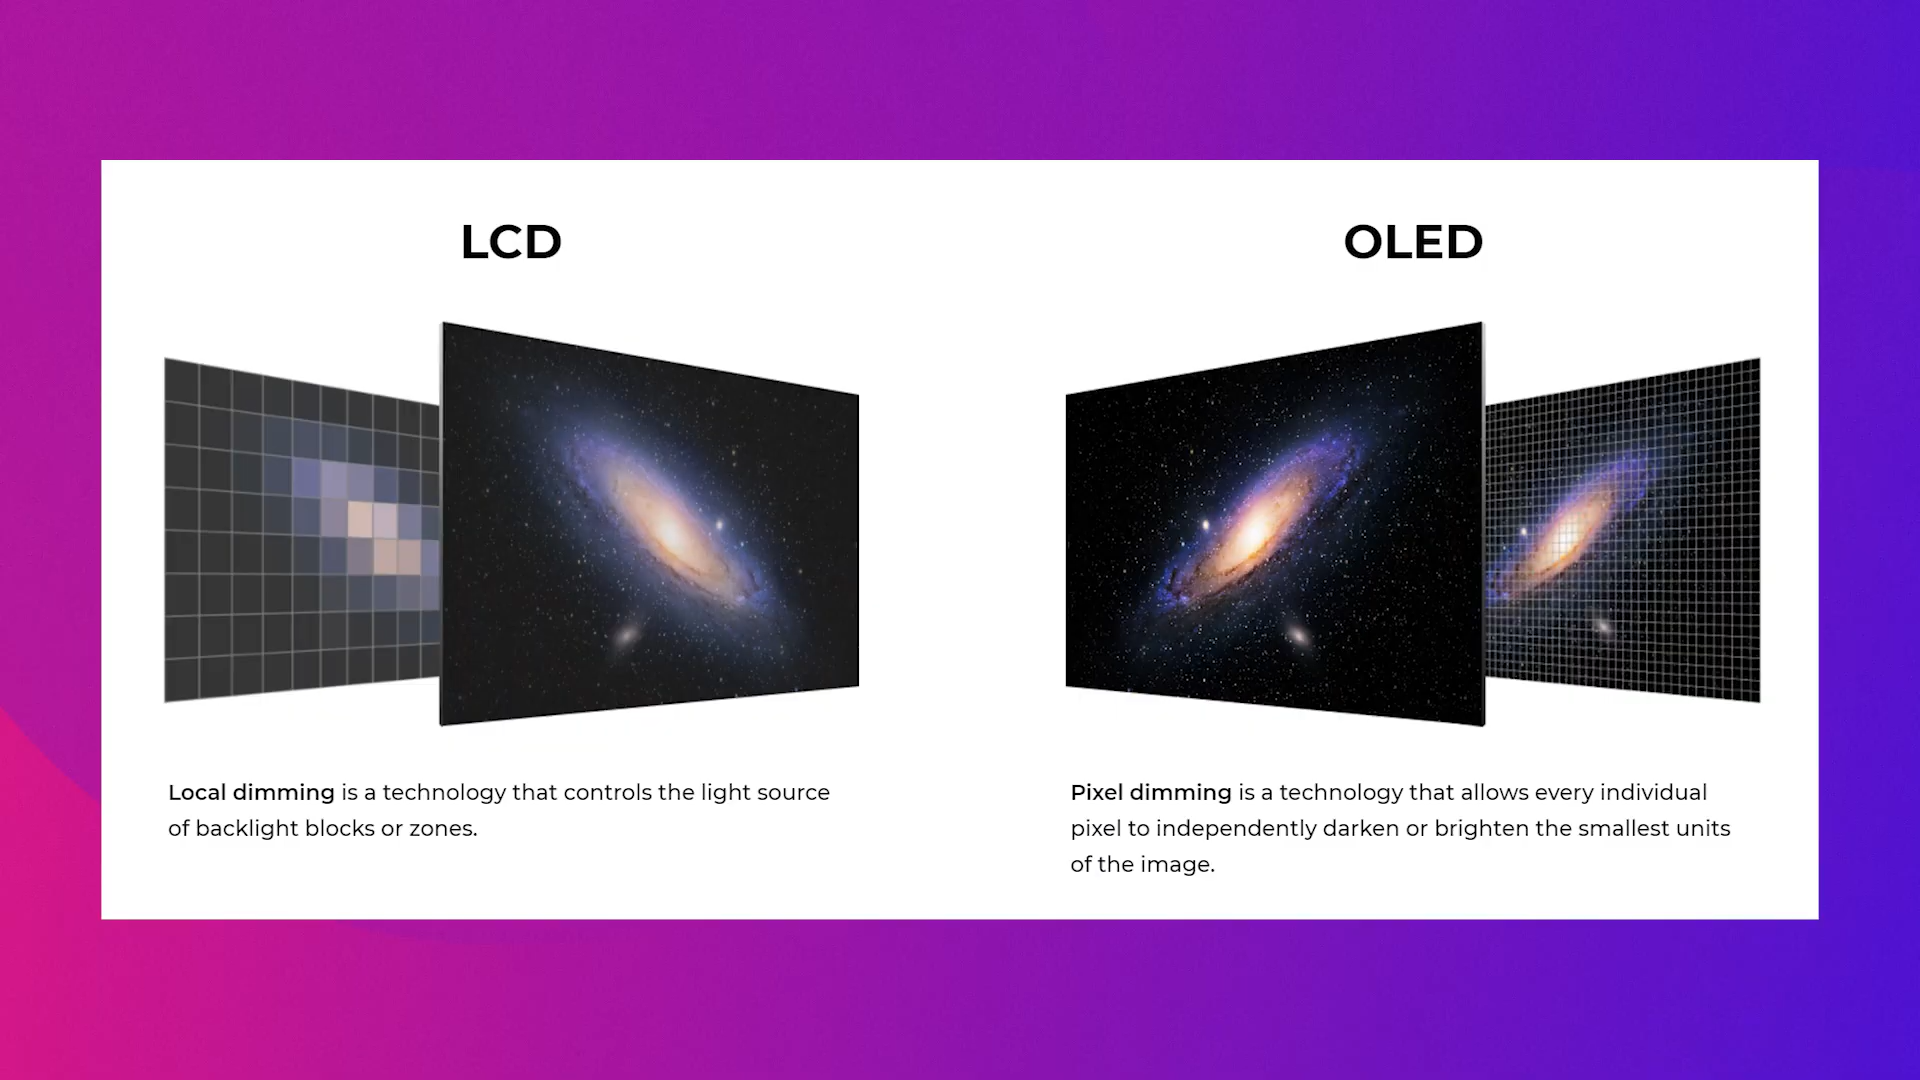 LCD
OLED
Local dimming is a technology that controls the light source
of backlight blocks or zones.
Pixel dimming is a technology that allows every individual
pixel to independently darken or brighten the smallest units
of the image.